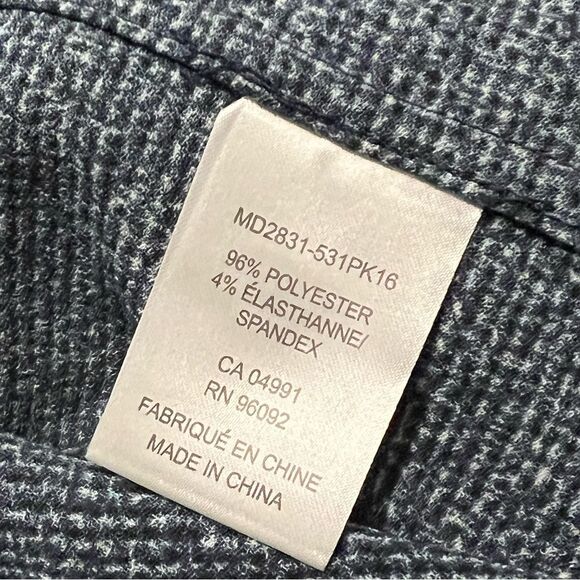 MD2831-531PK16
96% POLYESTER
4% ÉLASTHANNE/
SPANDEX
CA 04991
RN 96092
FABRIQUÉ EN CHINE
MADE IN CHINA